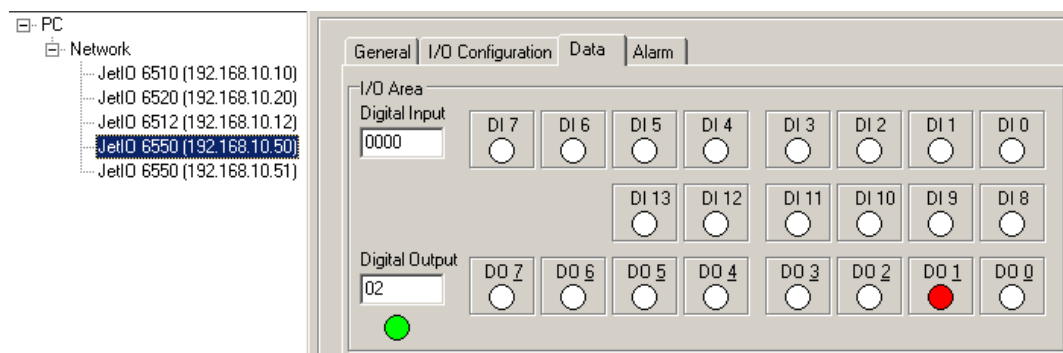 PC
Network
JetIO 6510 (192.168.10.10)
JetIO 6520 (192.168.10.20)
JetIO 6512 (192.168.10.12)
JetIO 6550 (192.168.10.50)
JetIO 6550 (192.168.10.51)
General I/O Configuration Data Alarm
I/O Area
Digital Input
0000
DI 7 DI 6 DI 5 DI 4 DI 3 DI 2 DI 1 DI 0
DI 13 DI 12 DI 11 DI 10 DI 9 DI 8
Digital Output
02
DO 7 DO 6 DO 5 DO 4 DO 3 DO 2 DO 1 DO 0